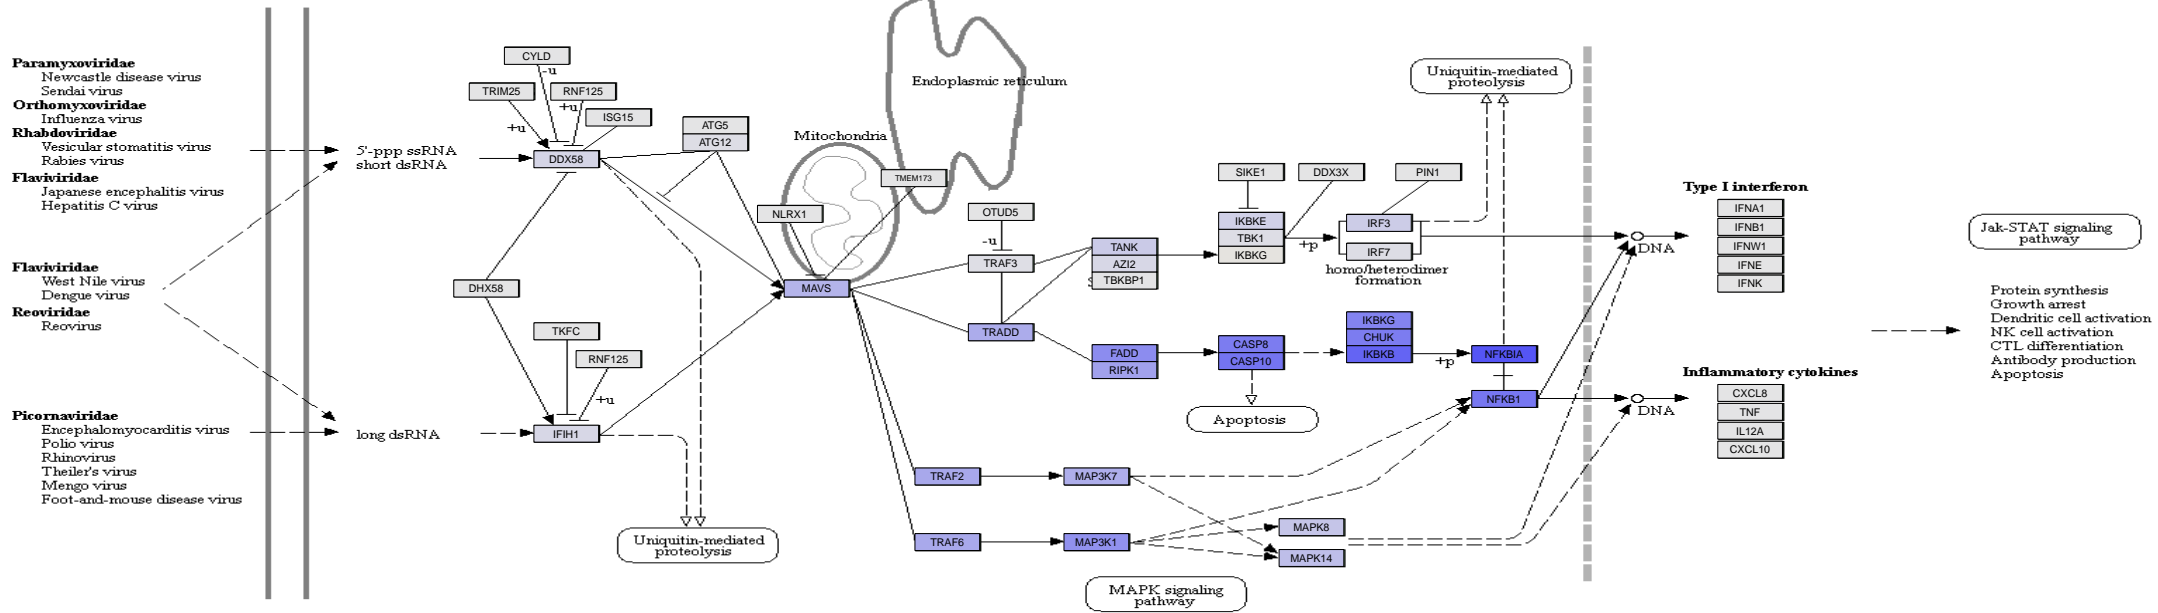 Paramyxoviridae
Newcastle disease virus
Sendai virus
Orthomyxoviridae
Influenza virus
Rhabdoviridae
Vesicular stomatitis virus
Rabies virus
Flaviviridae
Japanese encephalitis virus
Hepatitis C virus
Flaviviridae
West Nile virus
Dengue virus
Reoviridae
Reovirus
Picornaviridae
Encephalomyocarditis virus
Polio virus
Rhinovirus
Theiler's virus
Mengo virus
Foot-and-mouse disease virus
5'-ppp ssRNA
short dsRNA
long dsRNA
CYLD
-u
TRIM25
RNF125
+u
+u
ISG15
DDX58
ATG5
ATG12
DHX58
TKFC
RNF125
+u
IFIH1
Uniquitin-mediated
proteolysis
Mitochondria
Endoplasmic reticulum
TMEM173
NLRX1
MAVS
OTUD5
-u
TRAF3
TRADD
TANK
AZI2
TBKBP1
FADD
RIPK1
TRAF2
MAP3K7
TRAF6
MAP3K1
MAPK8
MAPK14
MAPK signaling
pathway
SIKE1
DDX3X
PIN1
IKBKE
TBK1
IKBKG
+p
IRF3
IRF7
homo/heterodimer
formation
Uniquitin-mediated
proteolysis
CASP8
CASP10
Apoptosis
IKBKG
CHUK
IKBKB
+p
NFKBIA
NFKB1
DNA
DNA
Type I interferon
IFNA1
IFNB1
IFNW1
IFNE
IFNK
Inflammatory cytokines
CXCL8
TNF
IL12A
CXCL10
Jak-STAT signaling
pathway
Protein synthesis
Growth arrest
Dendritic cell activation
NK cell activation
CTL differentiation
Antibody production
Apoptosis